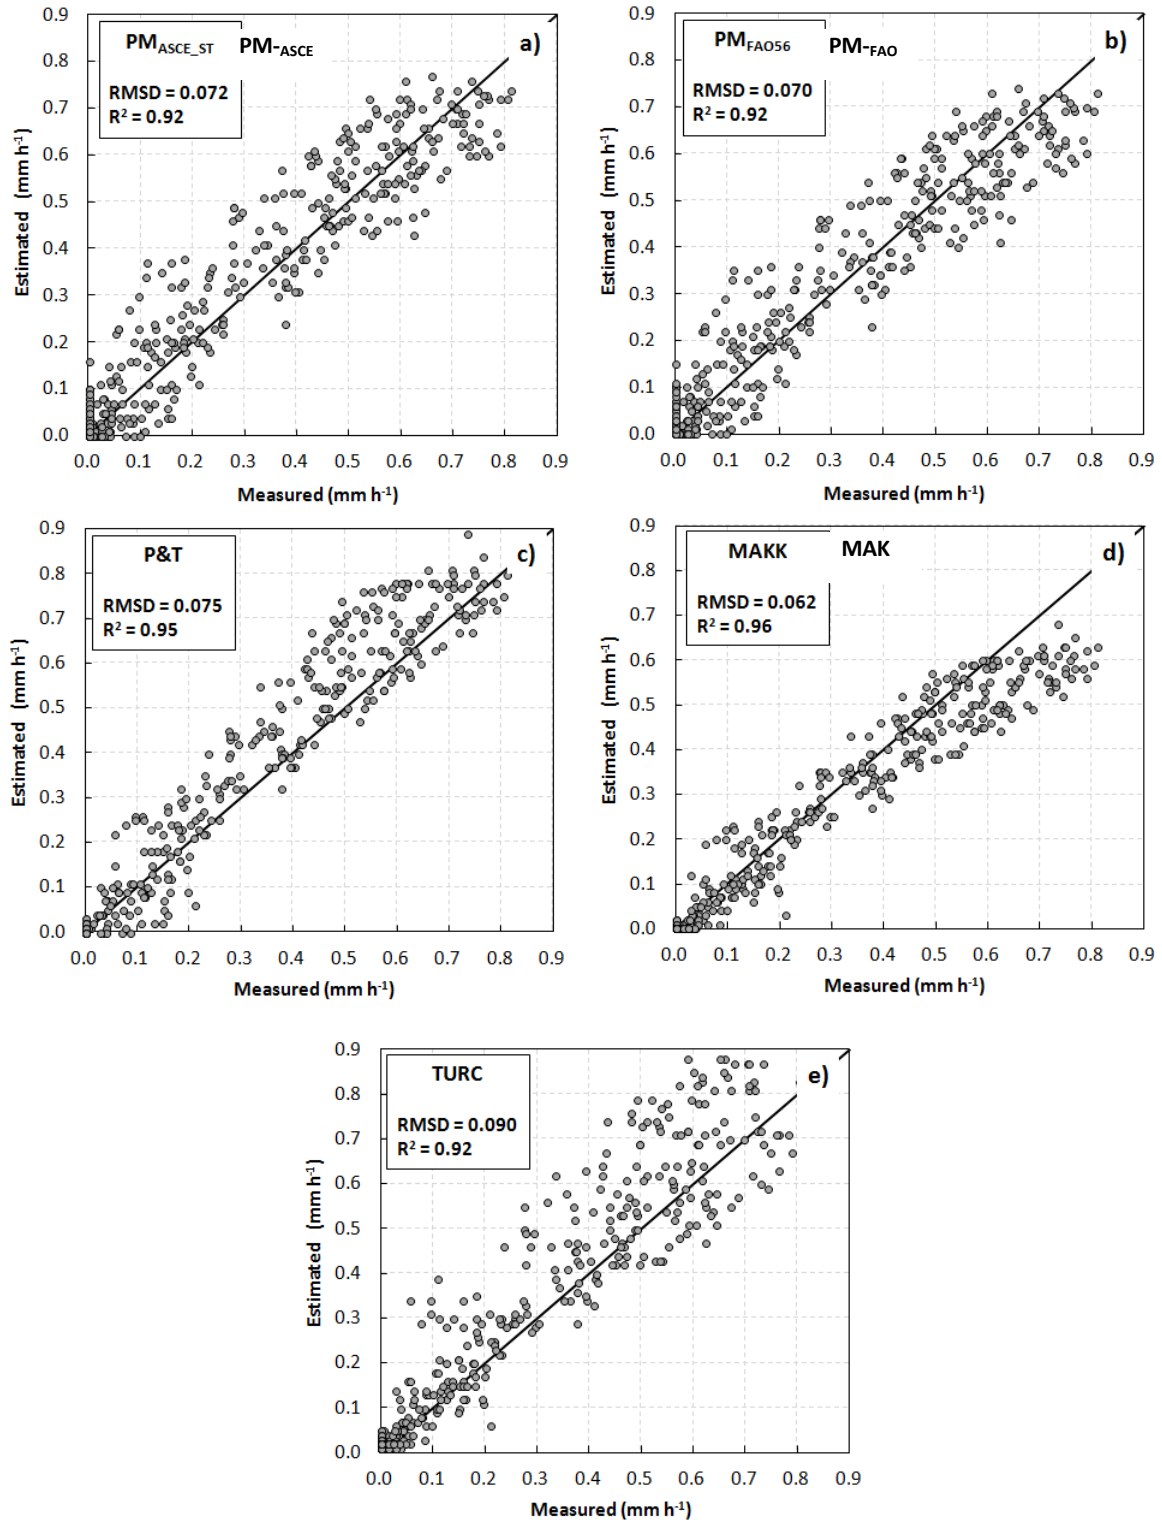 PM_ASCE_ST PM-ASCE a)
RMSD = 0.072
R² = 0.92
Estimated (mm h⁻¹)
0.9
0.8
0.7
0.6
0.5
0.4
0.3
0.2
0.1
0.0
0.0 0.1 0.2 0.3 0.4 0.5 0.6 0.7 0.8 0.9
Measured (mm h⁻¹)
PM_FAO56 PM-FAO b)
RMSD = 0.070
R² = 0.92
Estimated (mm h⁻¹)
0.9
0.8
0.7
0.6
0.5
0.4
0.3
0.2
0.1
0.0
0.0 0.1 0.2 0.3 0.4 0.5 0.6 0.7 0.8 0.9
Measured (mm h⁻¹)
P&T c)
RMSD = 0.075
R² = 0.95
Estimated (mm h⁻¹)
0.9
0.8
0.7
0.6
0.5
0.4
0.3
0.2
0.1
0.0
0.0 0.1 0.2 0.3 0.4 0.5 0.6 0.7 0.8 0.9
Measured (mm h⁻¹)
MAKK MAK d)
RMSD = 0.062
R² = 0.96
Estimated (mm h⁻¹)
0.9
0.8
0.7
0.6
0.5
0.4
0.3
0.2
0.1
0.0
0.0 0.1 0.2 0.3 0.4 0.5 0.6 0.7 0.8 0.9
Measured (mm h⁻¹)
TURC e)
RMSD = 0.090
R² = 0.92
Estimated (mm h⁻¹)
0.9
0.8
0.7
0.6
0.5
0.4
0.3
0.2
0.1
0.0
0.0 0.1 0.2 0.3 0.4 0.5 0.6 0.7 0.8 0.9
Measured (mm h⁻¹)